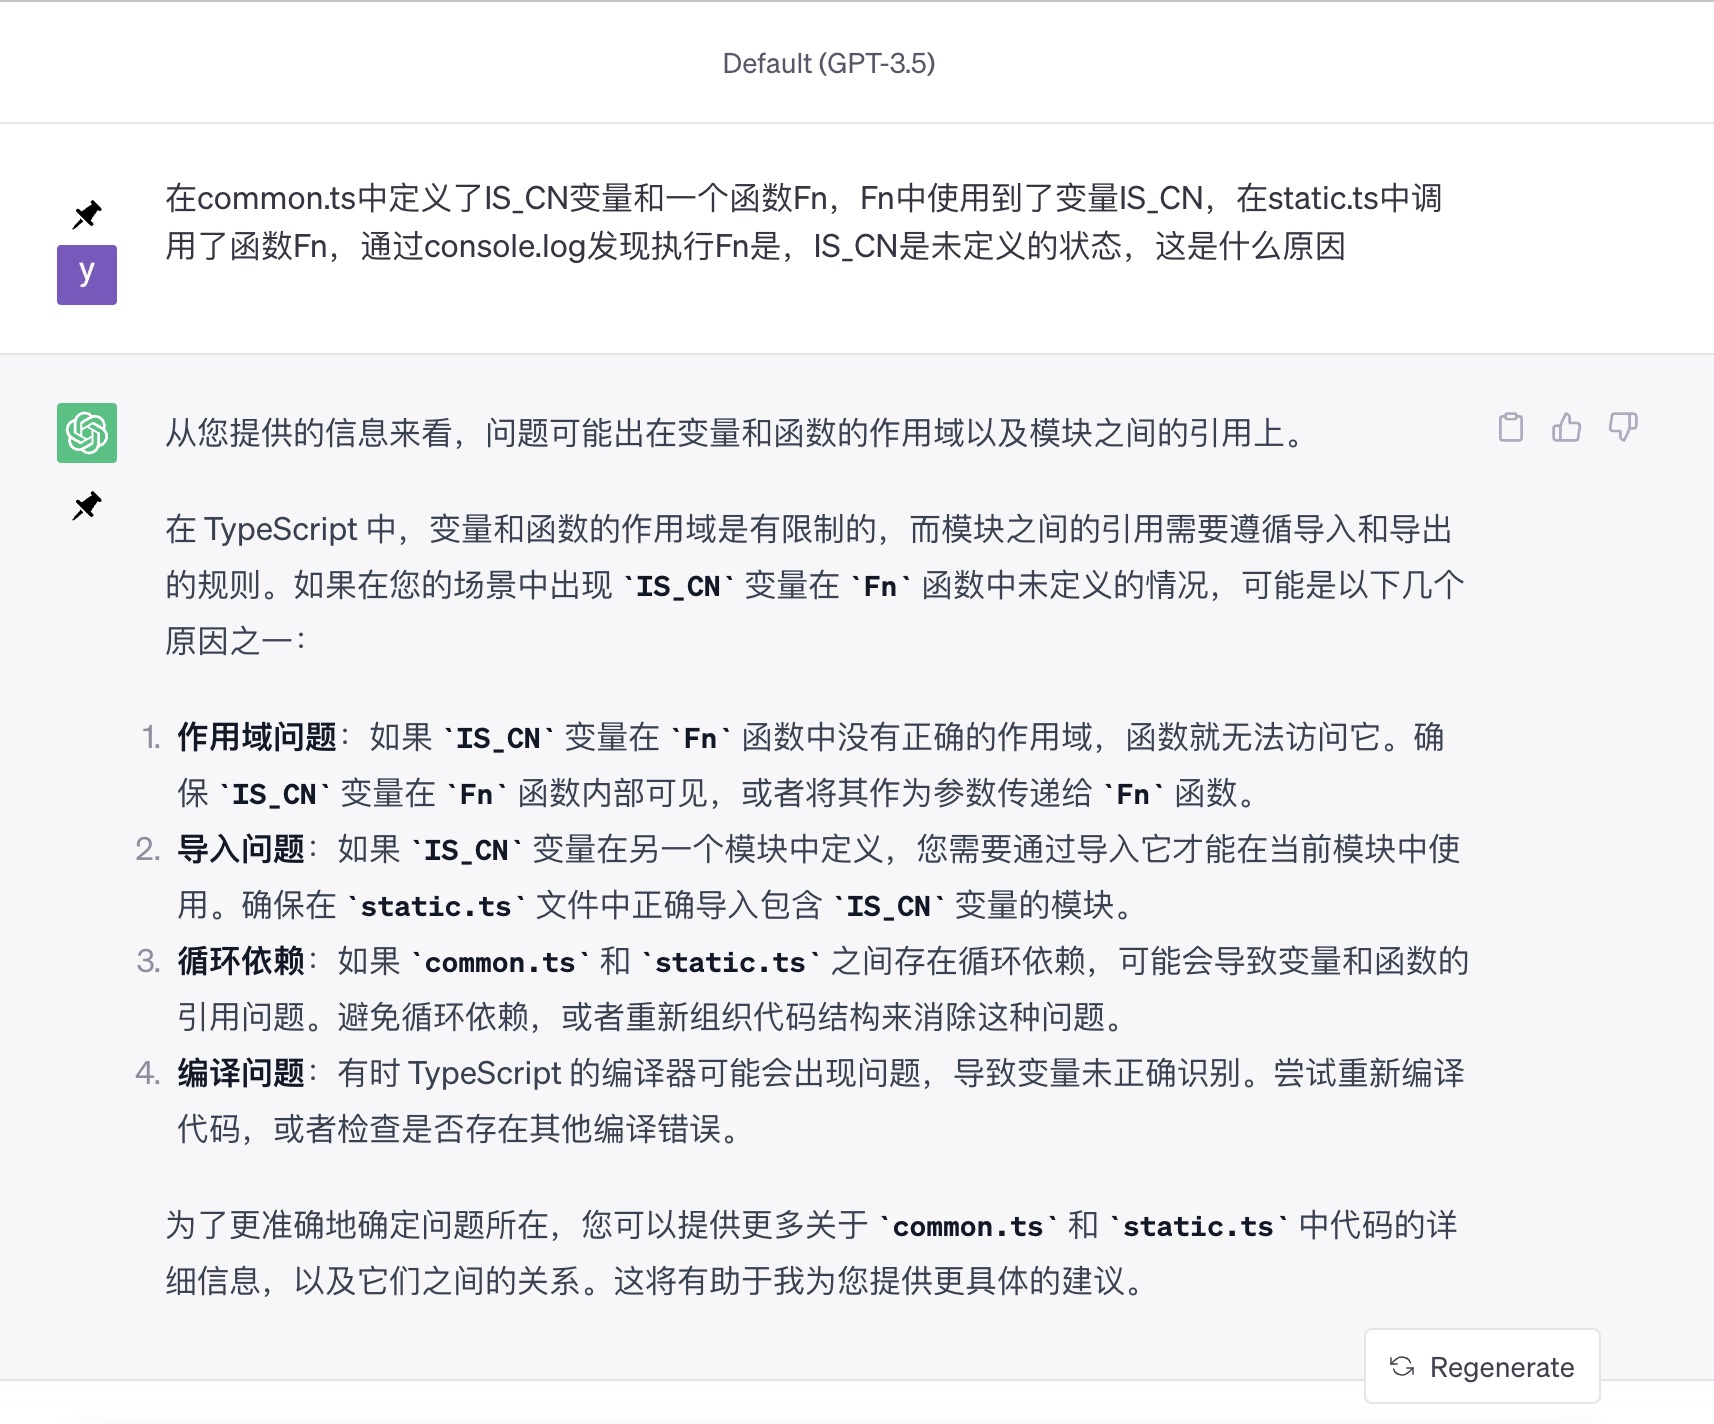 Default (GPT-3.5)
在common.ts中定义了IS_CN变量和一个函数Fn，Fn中使用到了变量IS_CN，在static.ts中调
用了函数Fn，通过console.log发现执行Fn是，IS_CN是未定义的状态，这是什么原因
y
从您提供的信息来看，问题可能出在变量和函数的作用域以及模块之间的引用上。
在 TypeScript 中，变量和函数的作用域是有限制的，而模块之间的引用需要遵循导入和导出
的规则。如果在您的场景中出现 `IS_CN` 变量在 `Fn` 函数中未定义的情况，可能是以下几个
原因之一：
1. 作用域问题：如果 `IS_CN` 变量在 `Fn` 函数中没有正确的作用域，函数就无法访问它。确
保 `IS_CN` 变量在 `Fn` 函数内部可见，或者将其作为参数传递给 `Fn` 函数。
2. 导入问题：如果 `IS_CN` 变量在另一个模块中定义，您需要通过导入它才能在当前模块中使
用。确保在 `static.ts` 文件中正确导入包含 `IS_CN` 变量的模块。
3. 循环依赖：如果 `common.ts` 和 `static.ts` 之间存在循环依赖，可能会导致变量和函数的
引用问题。避免循环依赖，或者重新组织代码结构来消除这种问题。
4. 编译问题：有时 TypeScript 的编译器可能会出现问题，导致变量未正确识别。尝试重新编译
代码，或者检查是否存在其他编译错误。
为了更准确地确定问题所在，您可以提供更多关于 `common.ts` 和 `static.ts` 中代码的详
细信息，以及它们之间的关系。这将有助于我为您提供更具体的建议。
Regenerate